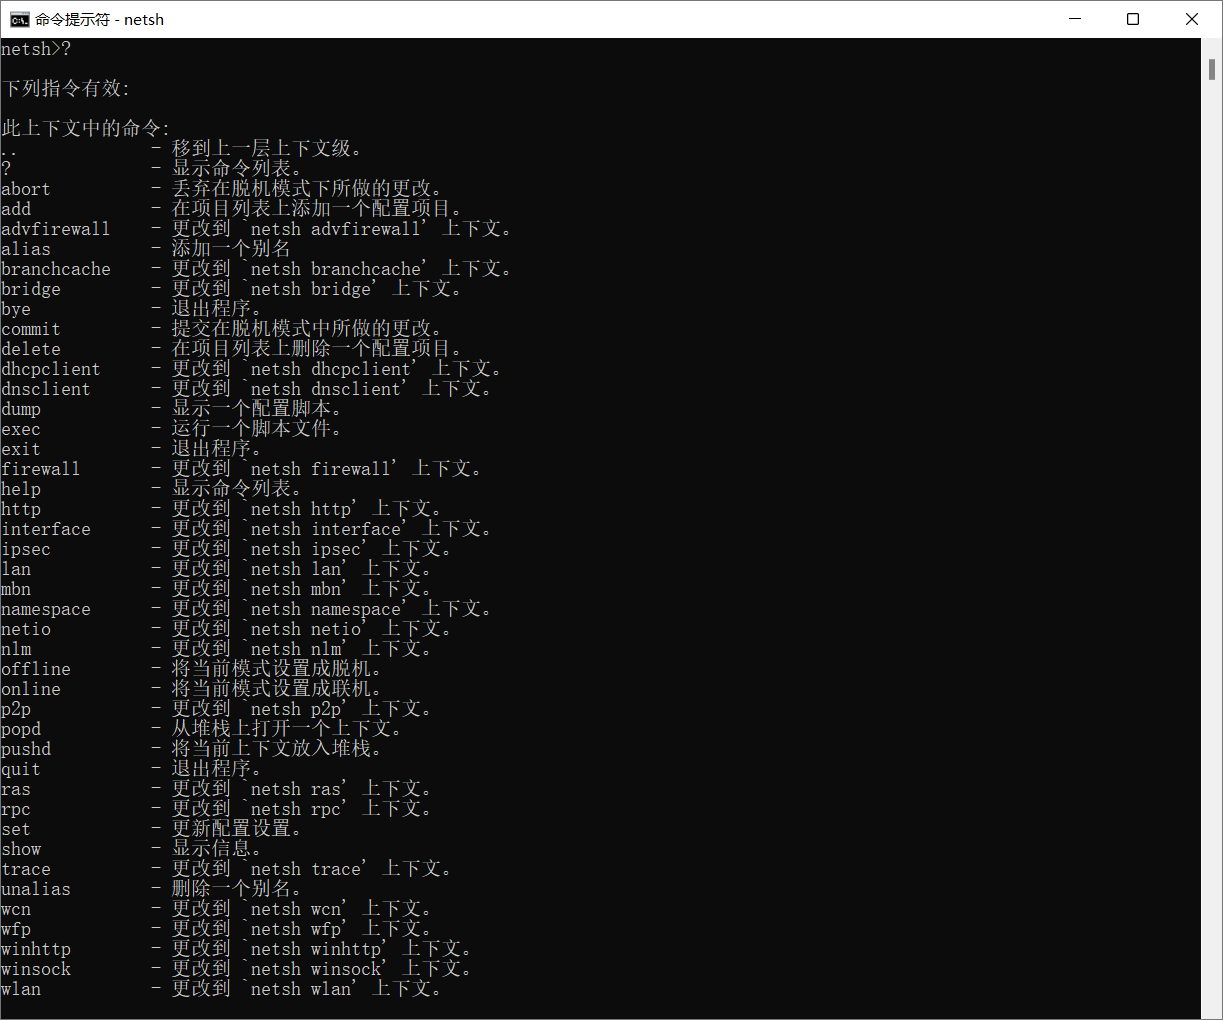 命令提示符 - netsh
netsh>?
下列指令有效:
此上下文中的命令:
..             - 移到上一层上下文级。
?              - 显示命令列表。
abort          - 丢弃在脱机模式下所做的更改。
add            - 在项目列表上添加一个配置项目。
advfirewall    - 更改到 `netsh advfirewall' 上下文。
alias          - 添加一个别名
branchcache    - 更改到 `netsh branchcache' 上下文。
bridge         - 更改到 `netsh bridge' 上下文。
bye            - 退出程序。
commit         - 提交在脱机模式中所做的更改。
delete         - 在项目列表上删除一个配置项目。
dhcpclient     - 更改到 `netsh dhcpclient' 上下文。
dnsclient      - 更改到 `netsh dnsclient' 上下文。
dump           - 显示一个配置脚本。
exec           - 运行一个脚本文件。
exit           - 退出程序。
firewall       - 更改到 `netsh firewall' 上下文。
help           - 显示命令列表。
http           - 更改到 `netsh http' 上下文。
interface      - 更改到 `netsh interface' 上下文。
ipsec          - 更改到 `netsh ipsec' 上下文。
lan            - 更改到 `netsh lan' 上下文。
mbn            - 更改到 `netsh mbn' 上下文。
namespace      - 更改到 `netsh namespace' 上下文。
netio          - 更改到 `netsh netio' 上下文。
nlm            - 更改到 `netsh nlm' 上下文。
offline        - 将当前模式设置成脱机。
online         - 将当前模式设置成联机。
p2p            - 更改到 `netsh p2p' 上下文。
popd           - 从堆栈上打开一个上下文。
pushd          - 将当前上下文放入堆栈。
quit           - 退出程序。
ras            - 更改到 `netsh ras' 上下文。
rpc            - 更改到 `netsh rpc' 上下文。
set            - 更新配置设置。
show           - 显示信息。
trace          - 更改到 `netsh trace' 上下文。
unalias        - 删除一个别名。
wcn            - 更改到 `netsh wcn' 上下文。
wfp            - 更改到 `netsh wfp' 上下文。
winhttp        - 更改到 `netsh winhttp' 上下文。
winsock        - 更改到 `netsh winsock' 上下文。
wlan           - 更改到 `netsh wlan' 上下文。